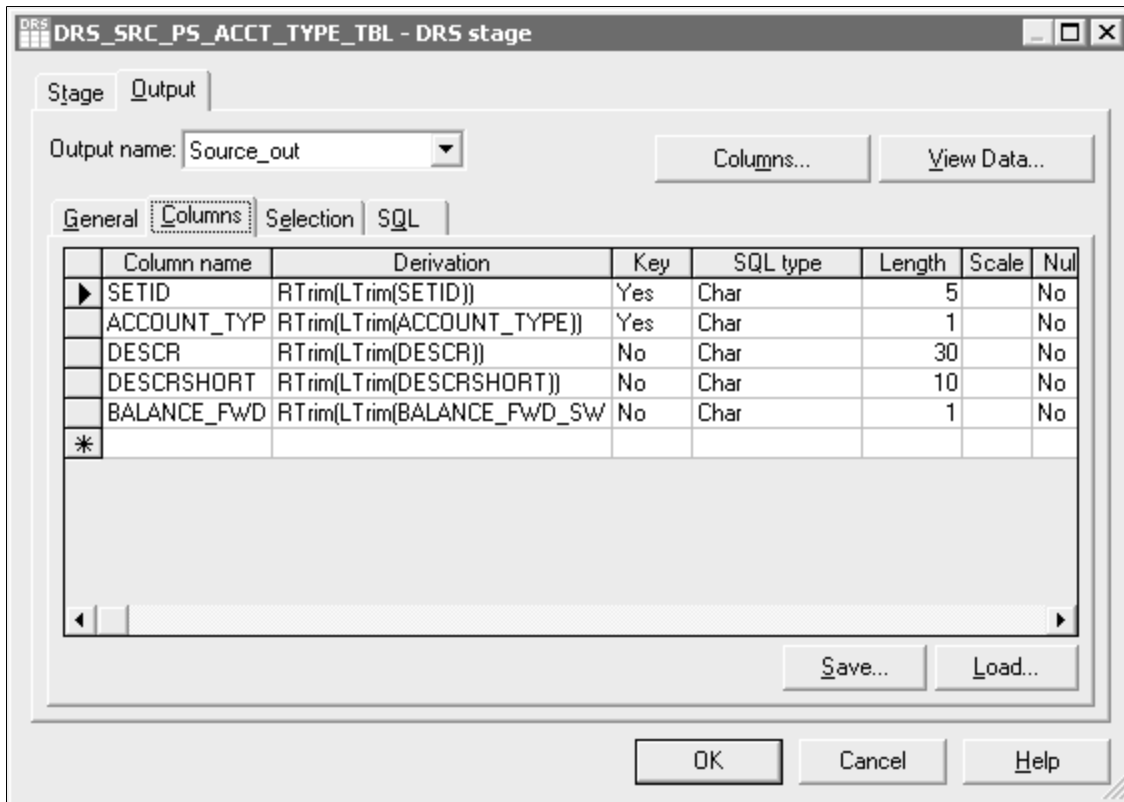 DRS DRS_SRC_PS_ACCT_TYPE_TBL - DRS stage
Stage Output
Output name: Source_out Columns... View Data...
General Columns Selection SQL
Column name Derivation Key SQL type Length Scale Nul
SETID RTrim(LTrim(SETID)) Yes Char 5 No
ACCOUNT_TYP RTrim(LTrim(ACCOUNT_TYPE)) Yes Char 1 No
DESCR RTrim(LTrim(DESCR)) No Char 30 No
DESCRSHORT RTrim(LTrim(DESCRSHORT)) No Char 10 No
BALANCE_FWD RTrim(LTrim(BALANCE_FWD_SW No Char 1 No
Save... Load...
OK Cancel Help